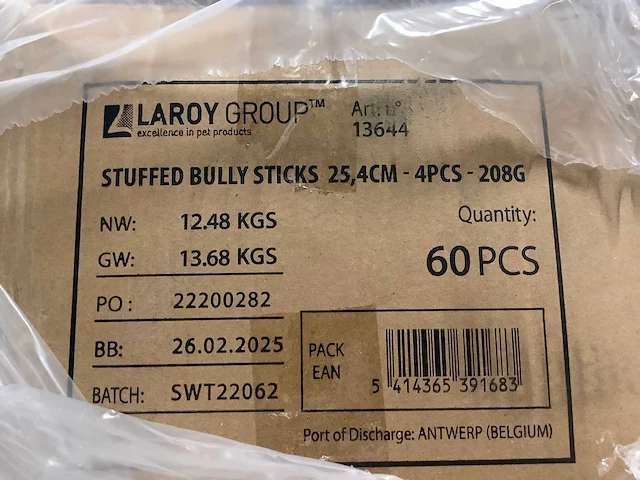 LAROY GROUP™
excellence in pet products
Art. n°
13644
STUFFED BULLY STICKS 25,4CM - 4PCS - 208G
NW: 12.48 KGS
GW: 13.68 KGS
Quantity:
60 PCS
PO: 22200282
BB: 26.02.2025
BATCH: SWT22062
PACK
EAN
5 414365 391683
Port of Discharge: ANTWERP (BELGIUM)